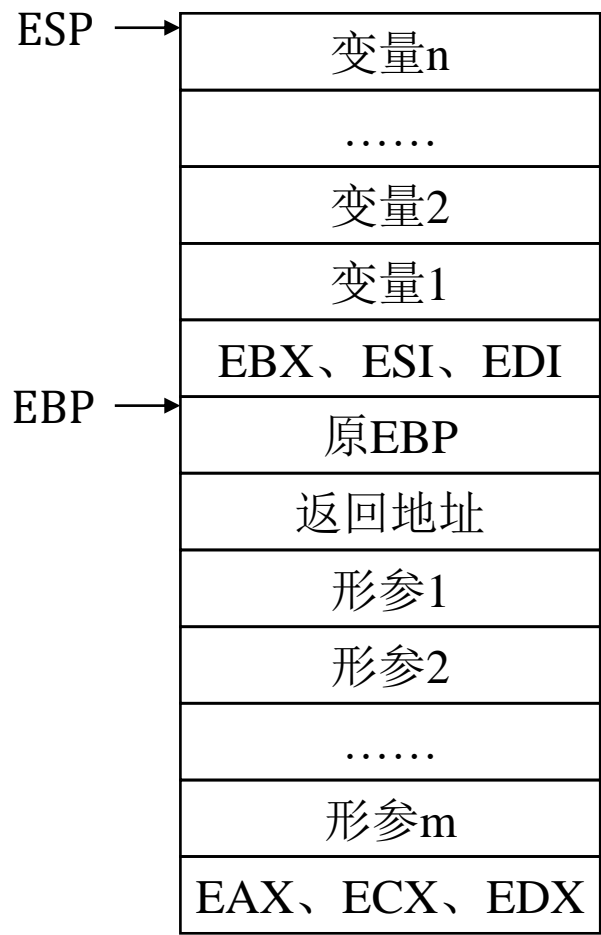 ESP
变量n
……
变量2
变量1
EBX、ESI、EDI
EBP
原EBP
返回地址
形参1
形参2
……
形参m
EAX、ECX、EDX